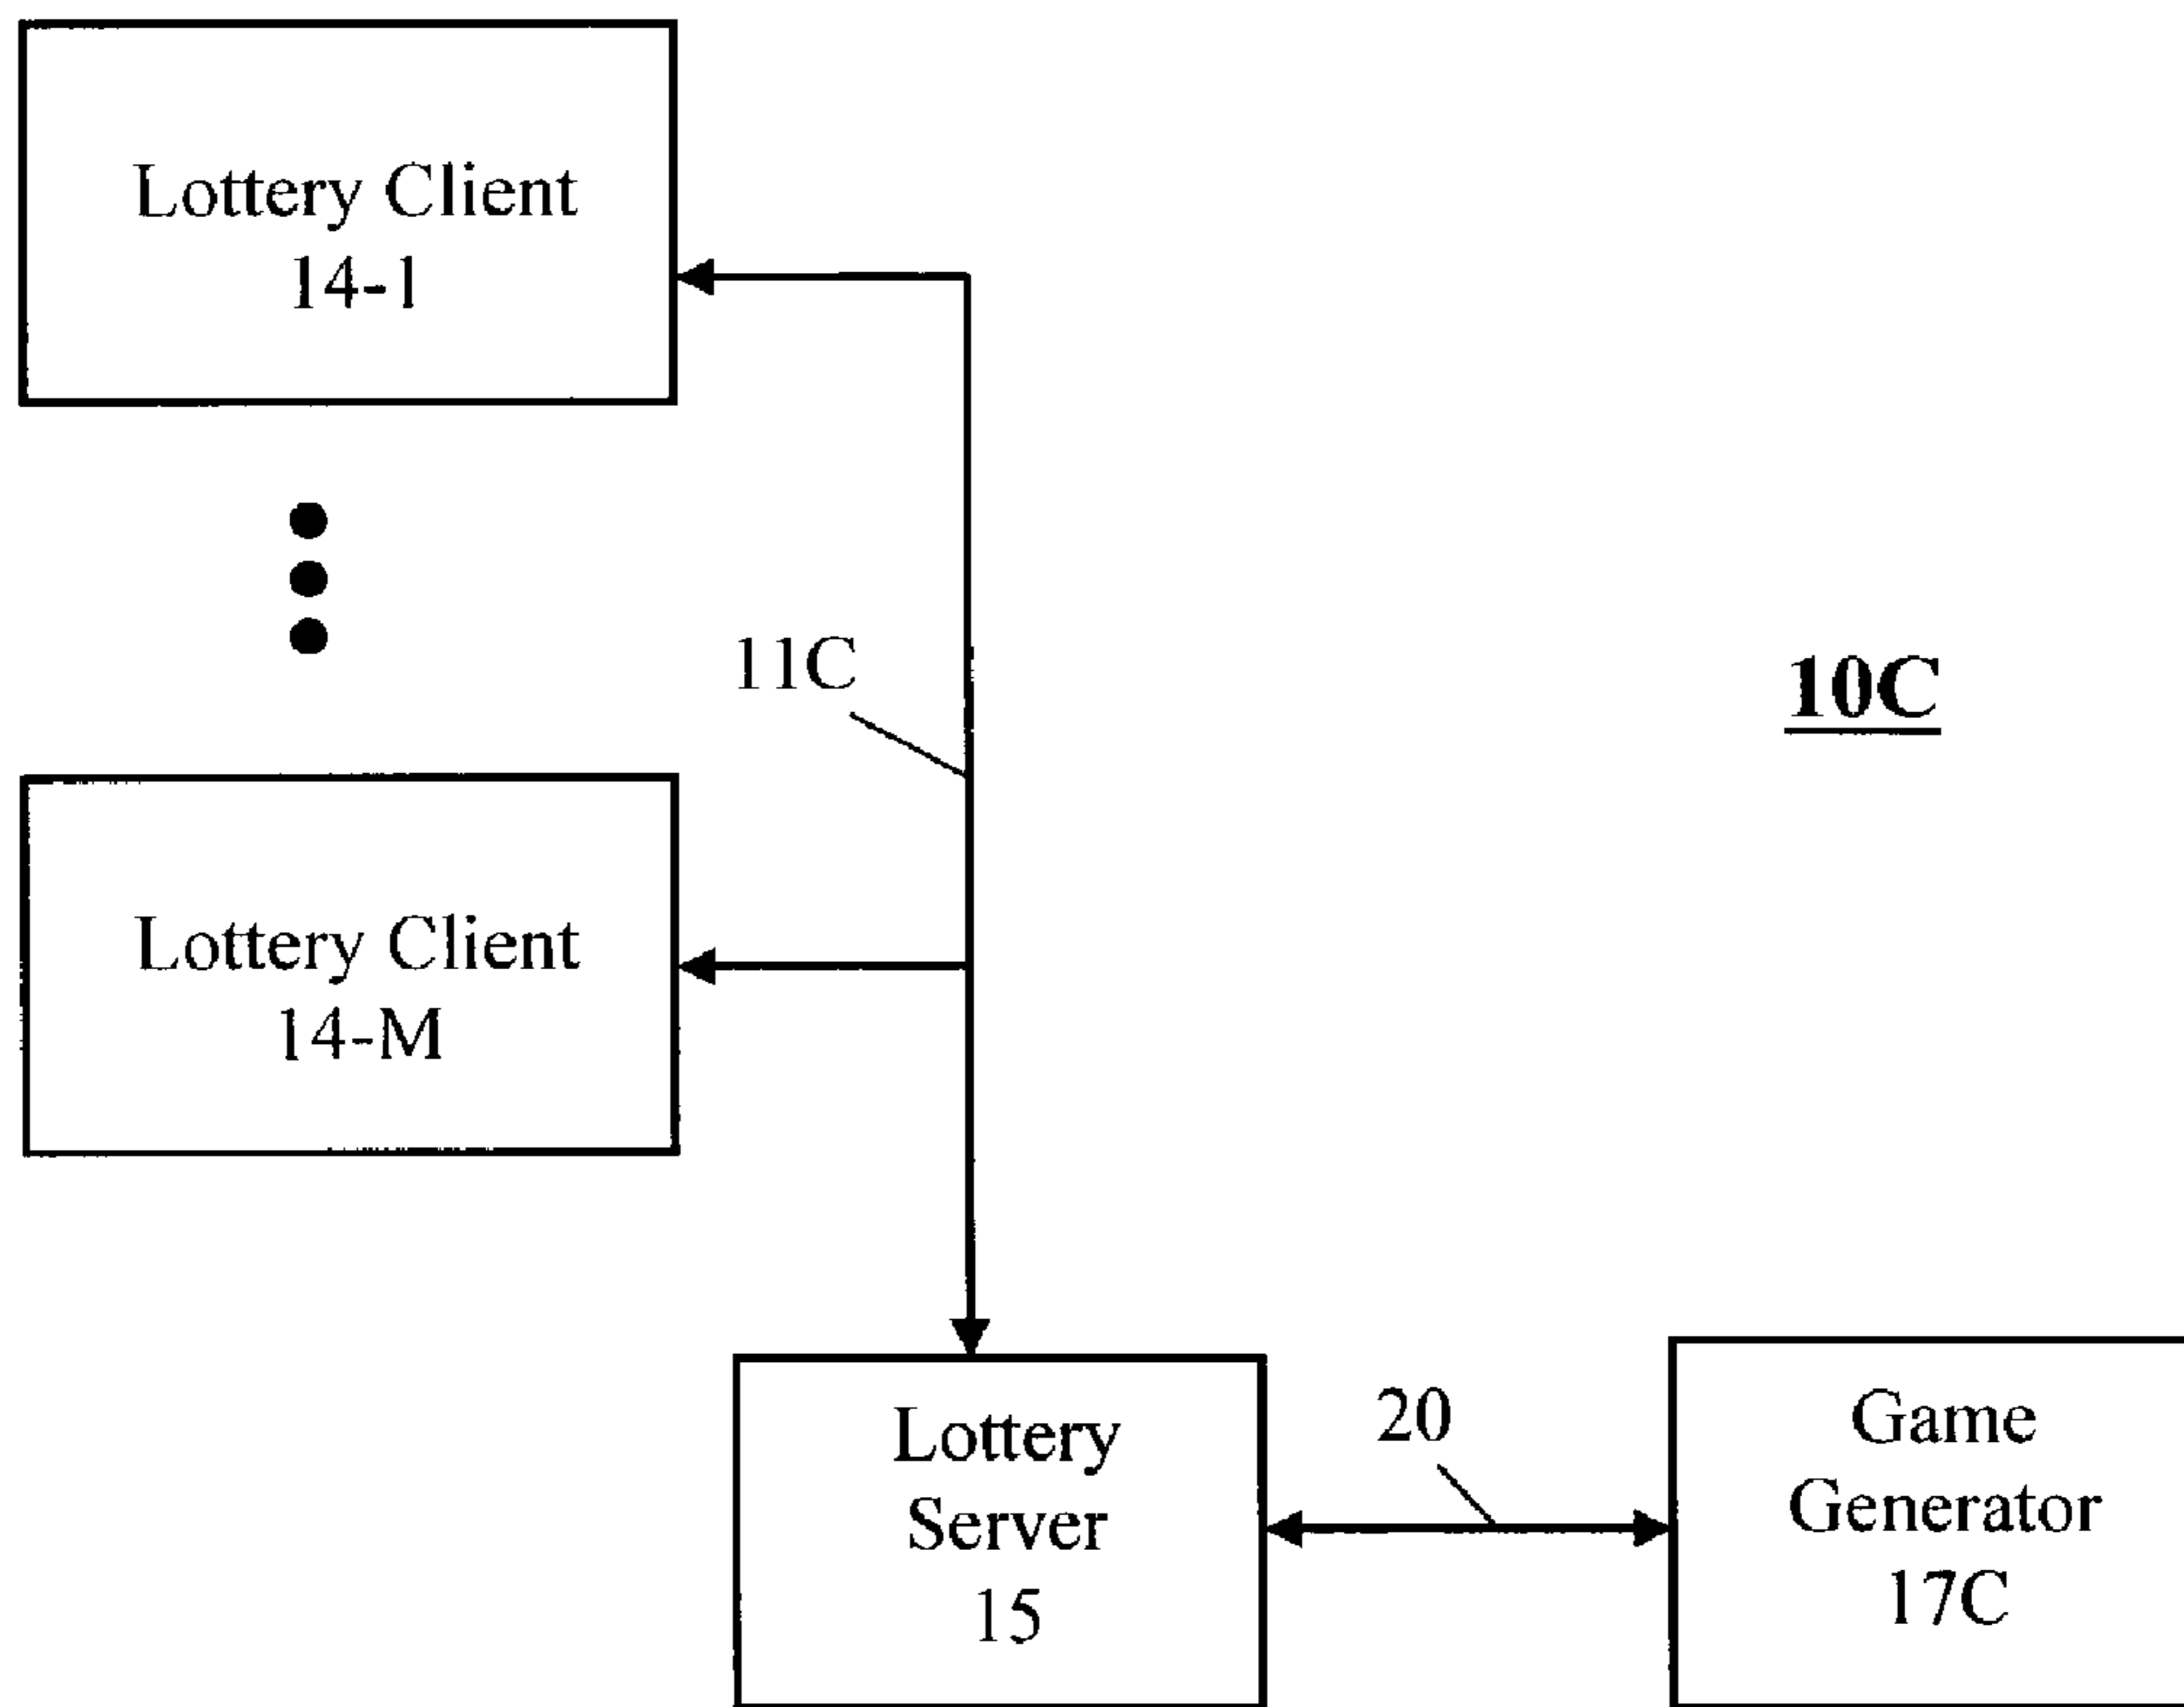 Lottery Client
14-1
11C
10C
Lottery Client
14-M
Lottery
Server
15
20
Game
Generator
17C